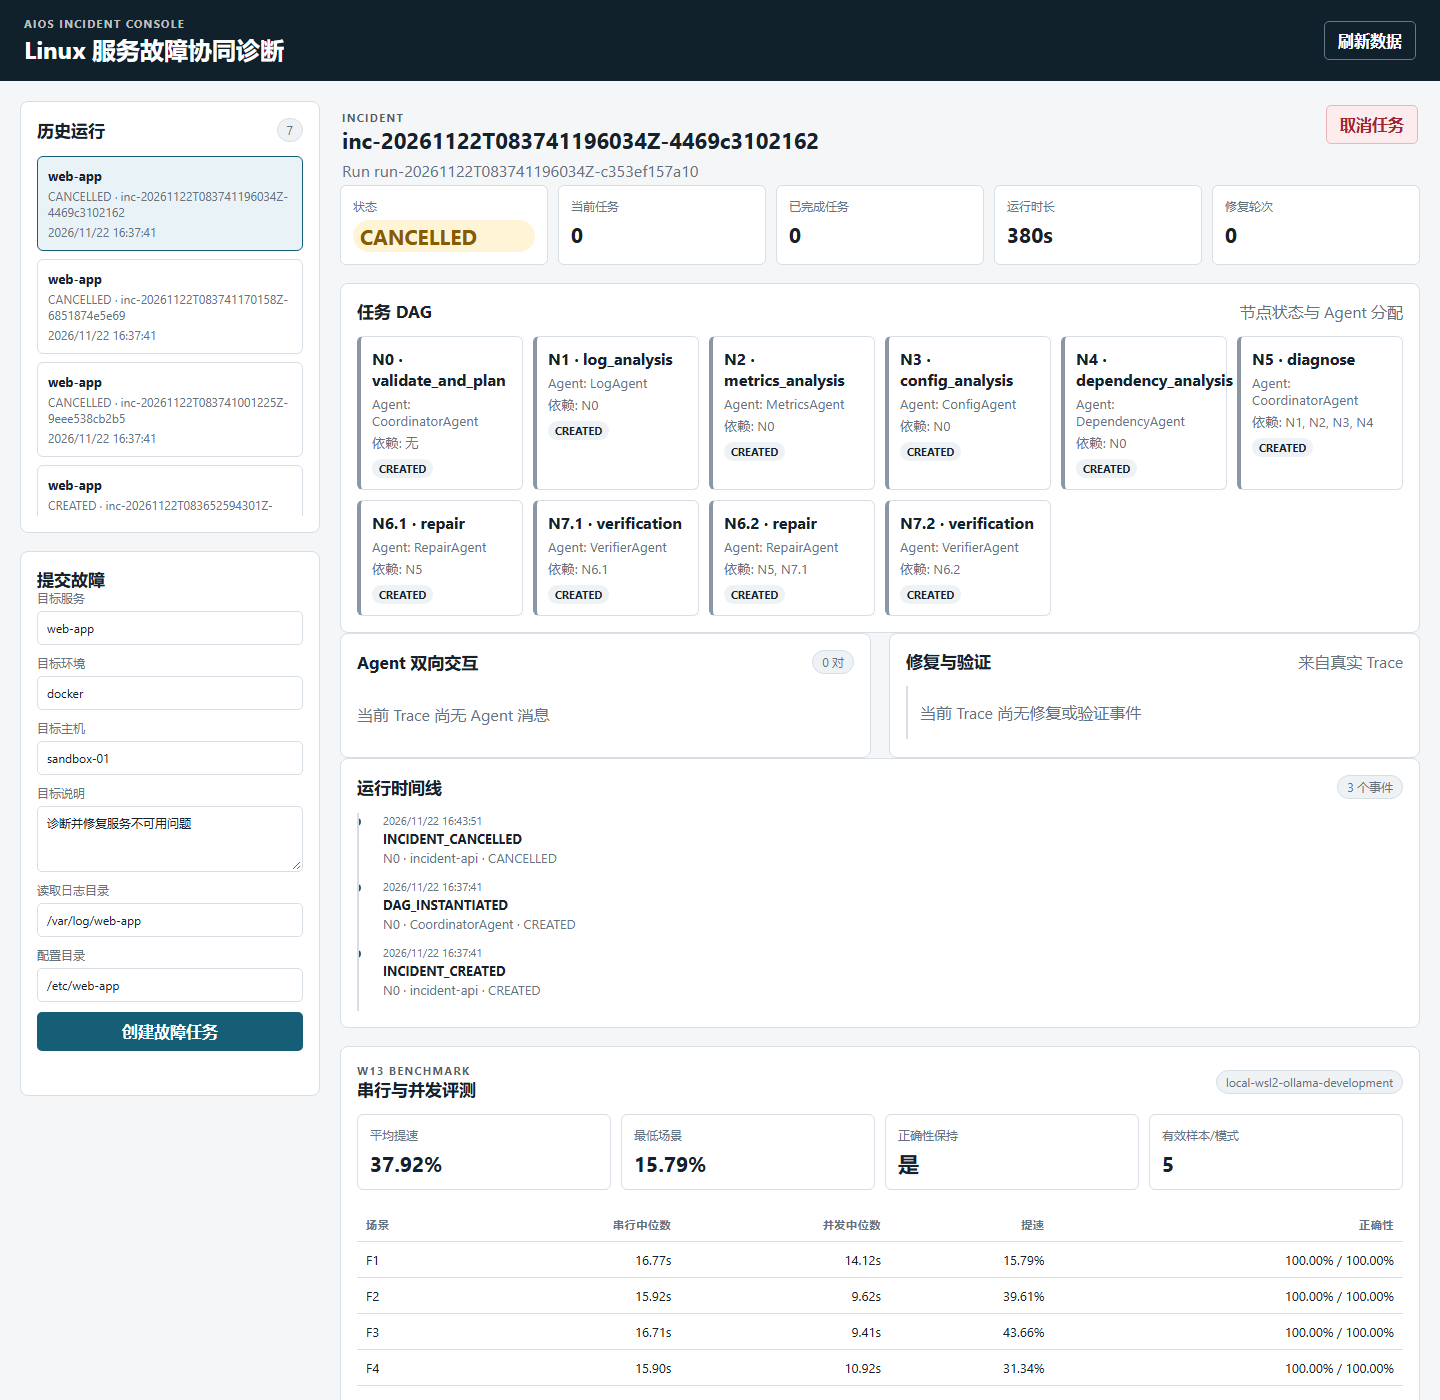 AIOS INCIDENT CONSOLE
Linux 服务故障协同诊断
刷新数据
历史运行
7
web-app
CANCELLED · inc-20261122T083741196034Z-
4469c3102162
2026/11/22 16:37:41
web-app
CANCELLED · inc-20261122T083741170158Z-
6851874e5e69
2026/11/22 16:37:41
web-app
CANCELLED · inc-20261122T083741001225Z-
9eee538cb2b5
2026/11/22 16:37:41
web-app
CREATED · inc-20261122T083652594301Z-
提交故障
目标服务
web-app
目标环境
docker
目标主机
sandbox-01
目标说明
诊断并修复服务不可用问题
读取日志目录
/var/log/web-app
配置目录
/etc/web-app
创建故障任务
INCIDENT
inc-20261122T083741196034Z-4469c3102162
Run run-20261122T083741196034Z-c353ef157a10
取消任务
状态
CANCELLED
当前任务
0
已完成任务
0
运行时长
380s
修复轮次
0
任务 DAG
节点状态与 Agent 分配
N0 ·
validate_and_plan
Agent:
CoordinatorAgent
依赖: 无
CREATED
N1 · log_analysis
Agent: LogAgent
依赖: N0
CREATED
N2 ·
metrics_analysis
Agent: MetricsAgent
依赖: N0
CREATED
N3 ·
config_analysis
Agent: ConfigAgent
依赖: N0
CREATED
N4 ·
dependency_analysis
Agent:
DependencyAgent
依赖: N0
CREATED
N5 · diagnose
Agent:
CoordinatorAgent
依赖: N1, N2, N3, N4
CREATED
N6.1 · repair
Agent: RepairAgent
依赖: N5
CREATED
N7.1 · verification
Agent: VerifierAgent
依赖: N6.1
CREATED
N6.2 · repair
Agent: RepairAgent
依赖: N5, N7.1
CREATED
N7.2 · verification
Agent: VerifierAgent
依赖: N6.2
CREATED
Agent 双向交互
0 对
当前 Trace 尚无 Agent 消息
修复与验证
来自真实 Trace
当前 Trace 尚无修复或验证事件
运行时间线
3 个事件
2026/11/22 16:43:51
INCIDENT_CANCELLED
N0 · incident-api · CANCELLED
2026/11/22 16:37:41
DAG_INSTANTIATED
N0 · CoordinatorAgent · CREATED
2026/11/22 16:37:41
INCIDENT_CREATED
N0 · incident-api · CREATED
W13 BENCHMARK
串行与并发评测
local-wsl2-ollama-development
平均提速
37.92%
最低场景
15.79%
正确性保持
是
有效样本/模式
5
场景 串行中位数 并发中位数 提速 正确性
F1 16.77s 14.12s 15.79% 100.00% / 100.00%
F2 15.92s 9.62s 39.61% 100.00% / 100.00%
F3 16.71s 9.41s 43.66% 100.00% / 100.00%
F4 15.90s 10.92s 31.34% 100.00% / 100.00%